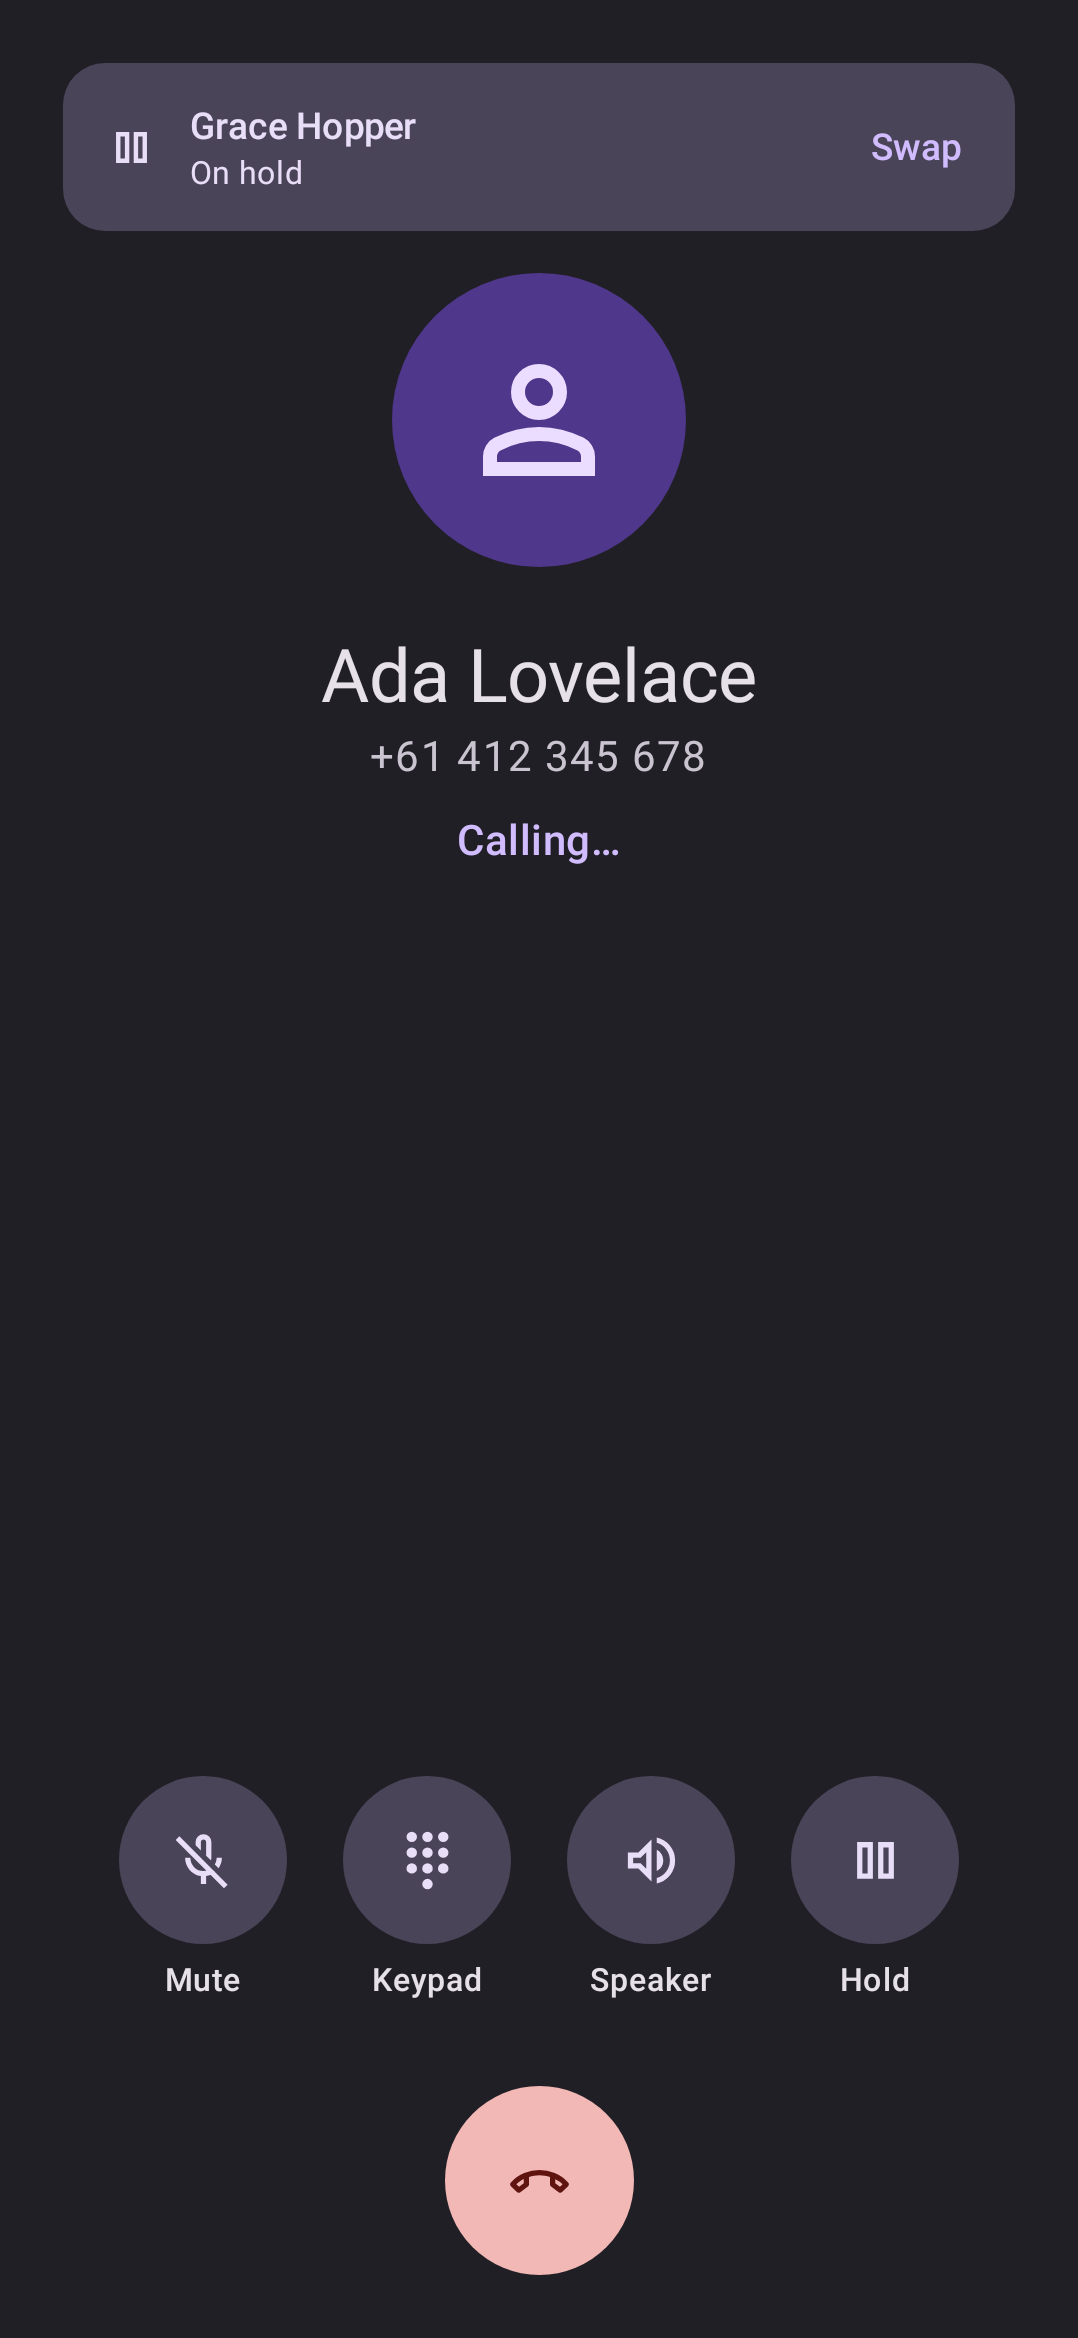 Grace Hopper
On hold
Swap
Ada Lovelace
+61 412 345 678
Calling…
Mute
Keypad
Speaker
Hold